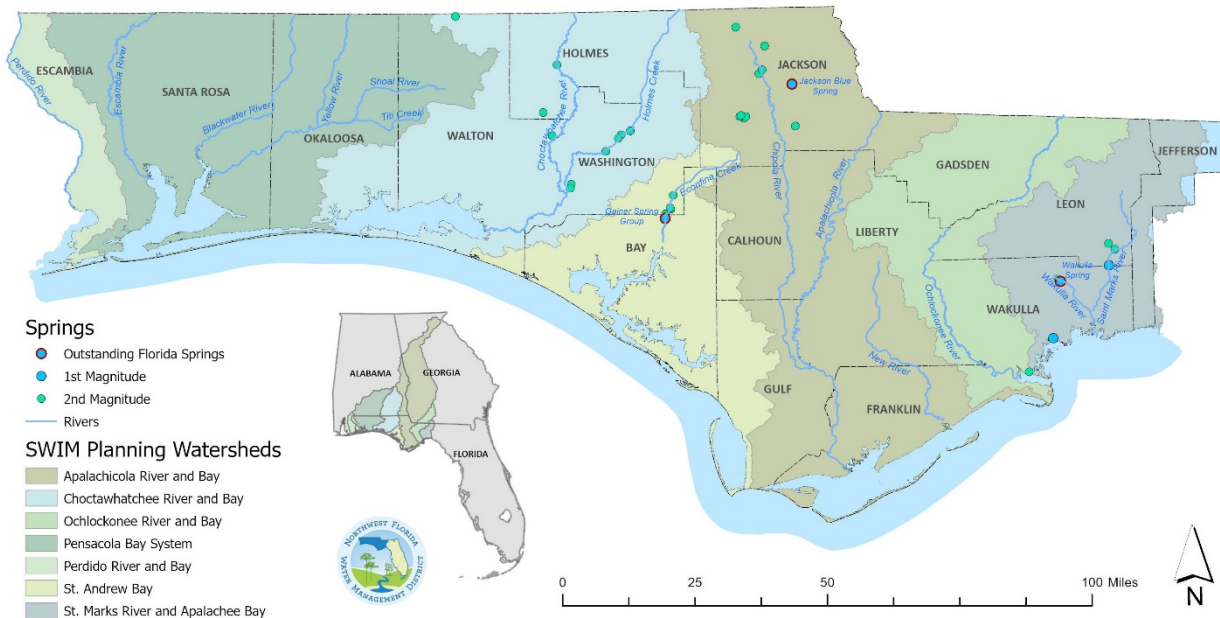 HOLMES
ESCAMBIA
JACKSON
Perdido River
Escambia River
SANTA ROSA
Shoal River
Jackson Blue
Spring
Yellow River
Blackwater River
Titi Creek
Choctawhatchee River
Holmes Creek
OKALOOSA
WALTON
WASHINGTON
JEFFERSON
GADSDEN
Econfina Creek
Chipola River
Apalachicola River
LEON
Gainer Spring
Group
BAY
CALHOUN
LIBERTY
Wakulla
Spring
Wakulla River
Saint Marks River
Ochlockonee River
WAKULLA
New River
GULF
FRANKLIN
Springs
Outstanding Florida Springs
1st Magnitude
2nd Magnitude
Rivers
SWIM Planning Watersheds
Apalachicola River and Bay
Choctawhatchee River and Bay
Ochlockonee River and Bay
Pensacola Bay System
Perdido River and Bay
St. Andrew Bay
St. Marks River and Apalachee Bay
ALABAMA
GEORGIA
FLORIDA
NORTHWEST FLORIDA
WATER MANAGEMENT DISTRICT
0 25 50 100 Miles
N